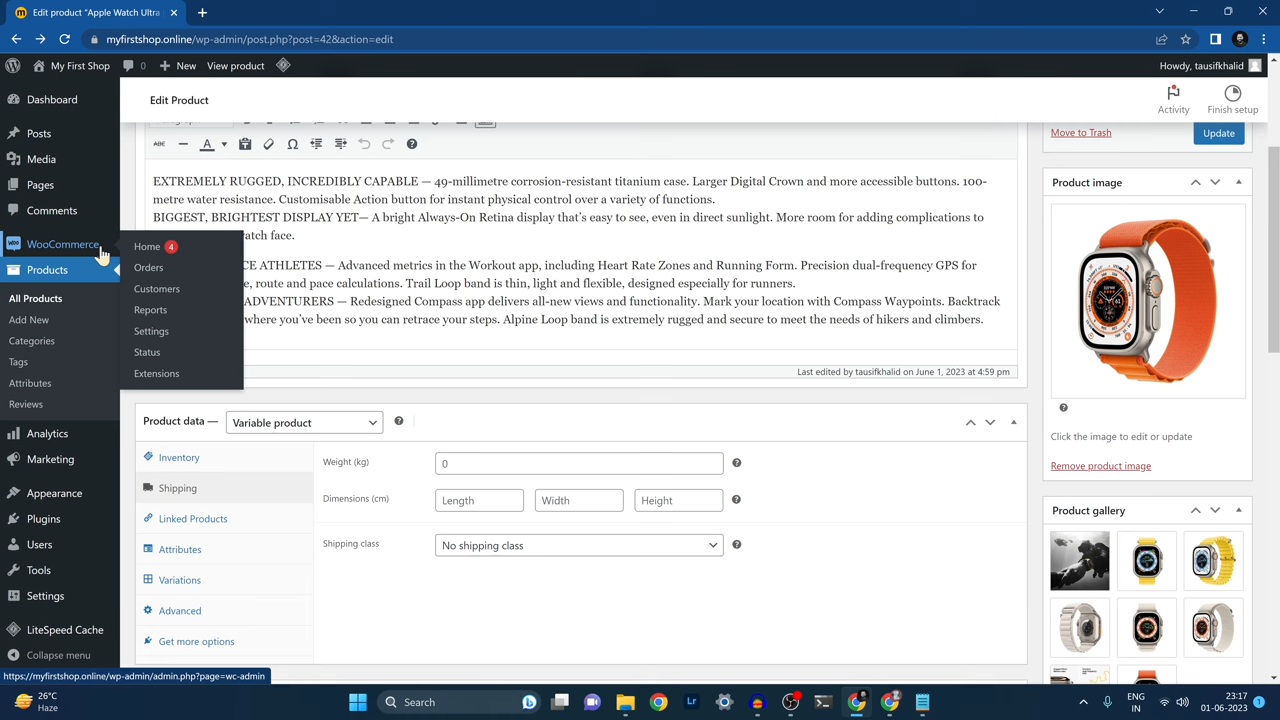 Edit product "Apple Watch Ultra
myfirstshop.online/wp-admin/post.php?post=42&action=edit
My First Shop
0
New
View product
Howdy, tausifkhalid
Dashboard
Posts
Media
Pages
Comments
WooCommerce
Products
All Products
Add New
Categories
Tags
Attributes
Reviews
Analytics
Marketing
Appearance
Plugins
Users
Tools
Settings
LiteSpeed Cache
Collapse menu
Home 4
Orders
Customers
Reports
Settings
Status
Extensions
Edit Product
Activity
Finish setup
Move to Trash
Update
EXTREMELY RUGGED, INCREDIBLY CAPABLE — 49-millimetre corrosion-resistant titanium case. Larger Digital Crown and more accessible buttons. 100-
metre water resistance. Customisable Action button for instant physical control over a variety of functions.
BIGGEST, BRIGHTEST DISPLAY YET— A bright Always-On Retina display that's easy to see, even in direct sunlight. More room for adding complications to
atch face.
CE ATHLETES — Advanced metrics in the Workout app, including Heart Rate Zones and Running Form. Precision dual-frequency GPS for
e, route and pace calculations. Trail Loop band is thin, light and flexible, designed especially for runners.
ADVENTURERS — Redesigned Compass app delivers all-new views and functionality. Mark your location with Compass Waypoints. Backtrack
where you've been so you can retrace your steps. Alpine Loop band is extremely rugged and secure to meet the needs of hikers and climbers.
Last edited by tausifkhalid on June 1, 2023 at 4:59 pm
Product data —
Variable product
Inventory
Shipping
Linked Products
Attributes
Variations
Advanced
Get more options
Weight (kg)
0
Dimensions (cm)
Length
Width
Height
Shipping class
No shipping class
Product image
Click the image to edit or update
Remove product image
Product gallery
https://myfirstshop.online/wp-admin/admin.php?page=wc-admin
26°C
Haze
Search
ENG
IN
23:17
01-06-2023
1